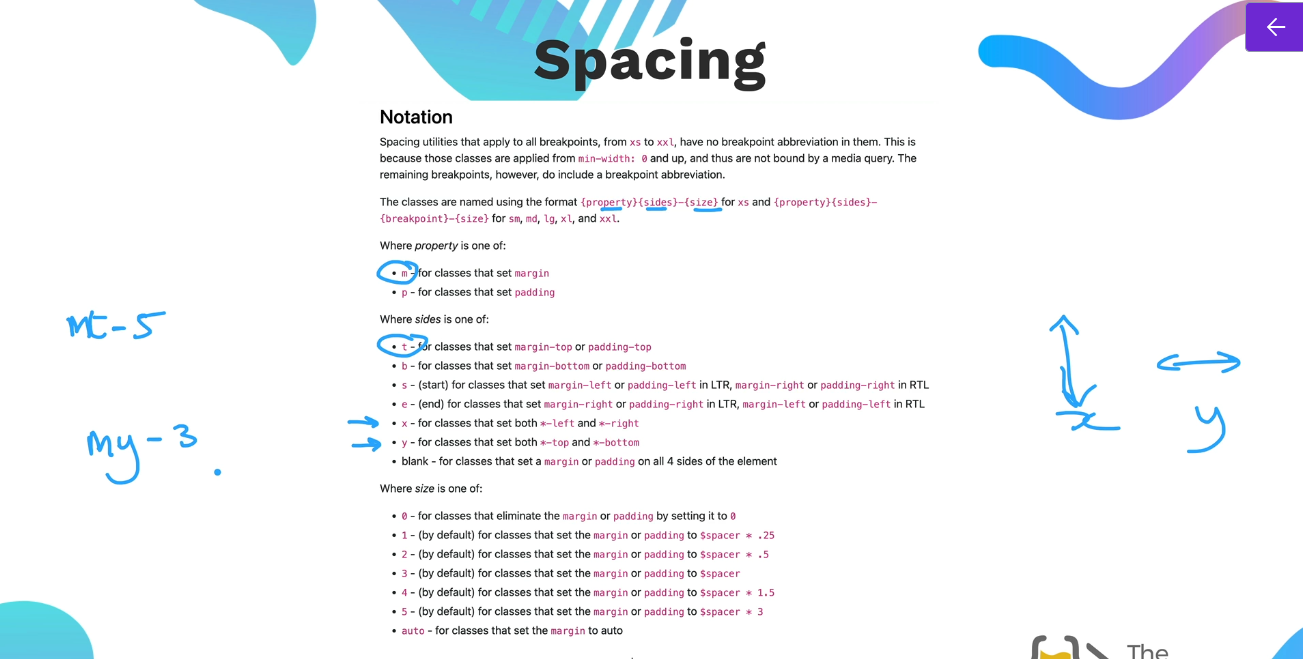 Spacing
Notation
Spacing utilities that apply to all breakpoints, from xs to xxl, have no breakpoint abbreviation in them. This is
because those classes are applied from min-width: 0 and up, and thus are not bound by a media query. The
remaining breakpoints, however, do include a breakpoint abbreviation.
The classes are named using the format {property}{sides}-{size} for xs and {property}{sides}-
{breakpoint}-{size} for sm, md, lg, xl, and xxl.
Where property is one of:
• m - for classes that set margin
• p - for classes that set padding
Where sides is one of:
mt-5
• t - for classes that set margin-top or padding-top
• b - for classes that set margin-bottom or padding-bottom
• s - (start) for classes that set margin-left or padding-left in LTR, margin-right or padding-right in RTL
• e - (end) for classes that set margin-right or padding-right in LTR, margin-left or padding-left in RTL
• x - for classes that set both *-left and *-right
x y
my-3.
• y - for classes that set both *-top and *-bottom
• blank - for classes that set a margin or padding on all 4 sides of the element
Where size is one of:
• 0 - for classes that eliminate the margin or padding by setting it to 0
• 1 - (by default) for classes that set the margin or padding to $spacer * .25
• 2 - (by default) for classes that set the margin or padding to $spacer * .5
• 3 - (by default) for classes that set the margin or padding to $spacer
• 4 - (by default) for classes that set the margin or padding to $spacer * 1.5
• 5 - (by default) for classes that set the margin or padding to $spacer * 3
• auto - for classes that set the margin to auto
The